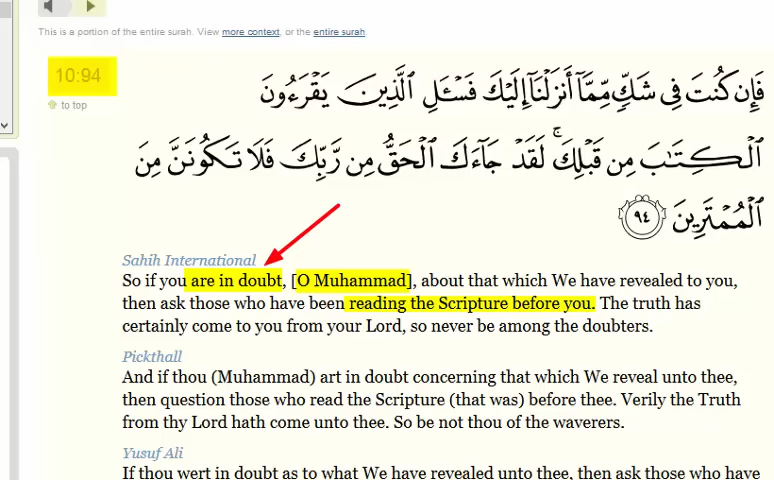 This is a portion of the entire surah. View more context, or the entire surah.
10:94
to top
فَإِن كُنتَ فِى شَكٍّ مِّمَّآ أَنزَلْنَآ إِلَيْكَ فَسْـَٔلِ ٱلَّذِينَ يَقْرَءُونَ
ٱلْكِتَـٰبَ مِن قَبْلِكَ ۚ لَقَدْ جَآءَكَ ٱلْحَقُّ مِن رَّبِّكَ فَلَا تَكُونَنَّ مِنَ
ٱلْمُمْتَرِينَ ٩٤
Sahih International
So if you are in doubt, [O Muhammad], about that which We have revealed to you,
then ask those who have been reading the Scripture before you. The truth has
certainly come to you from your Lord, so never be among the doubters.
Pickthall
And if thou (Muhammad) art in doubt concerning that which We reveal unto thee,
then question those who read the Scripture (that was) before thee. Verily the Truth
from thy Lord hath come unto thee. So be not thou of the waverers.
Yusuf Ali
If thou wert in doubt as to what We have revealed unto thee, then ask those who have